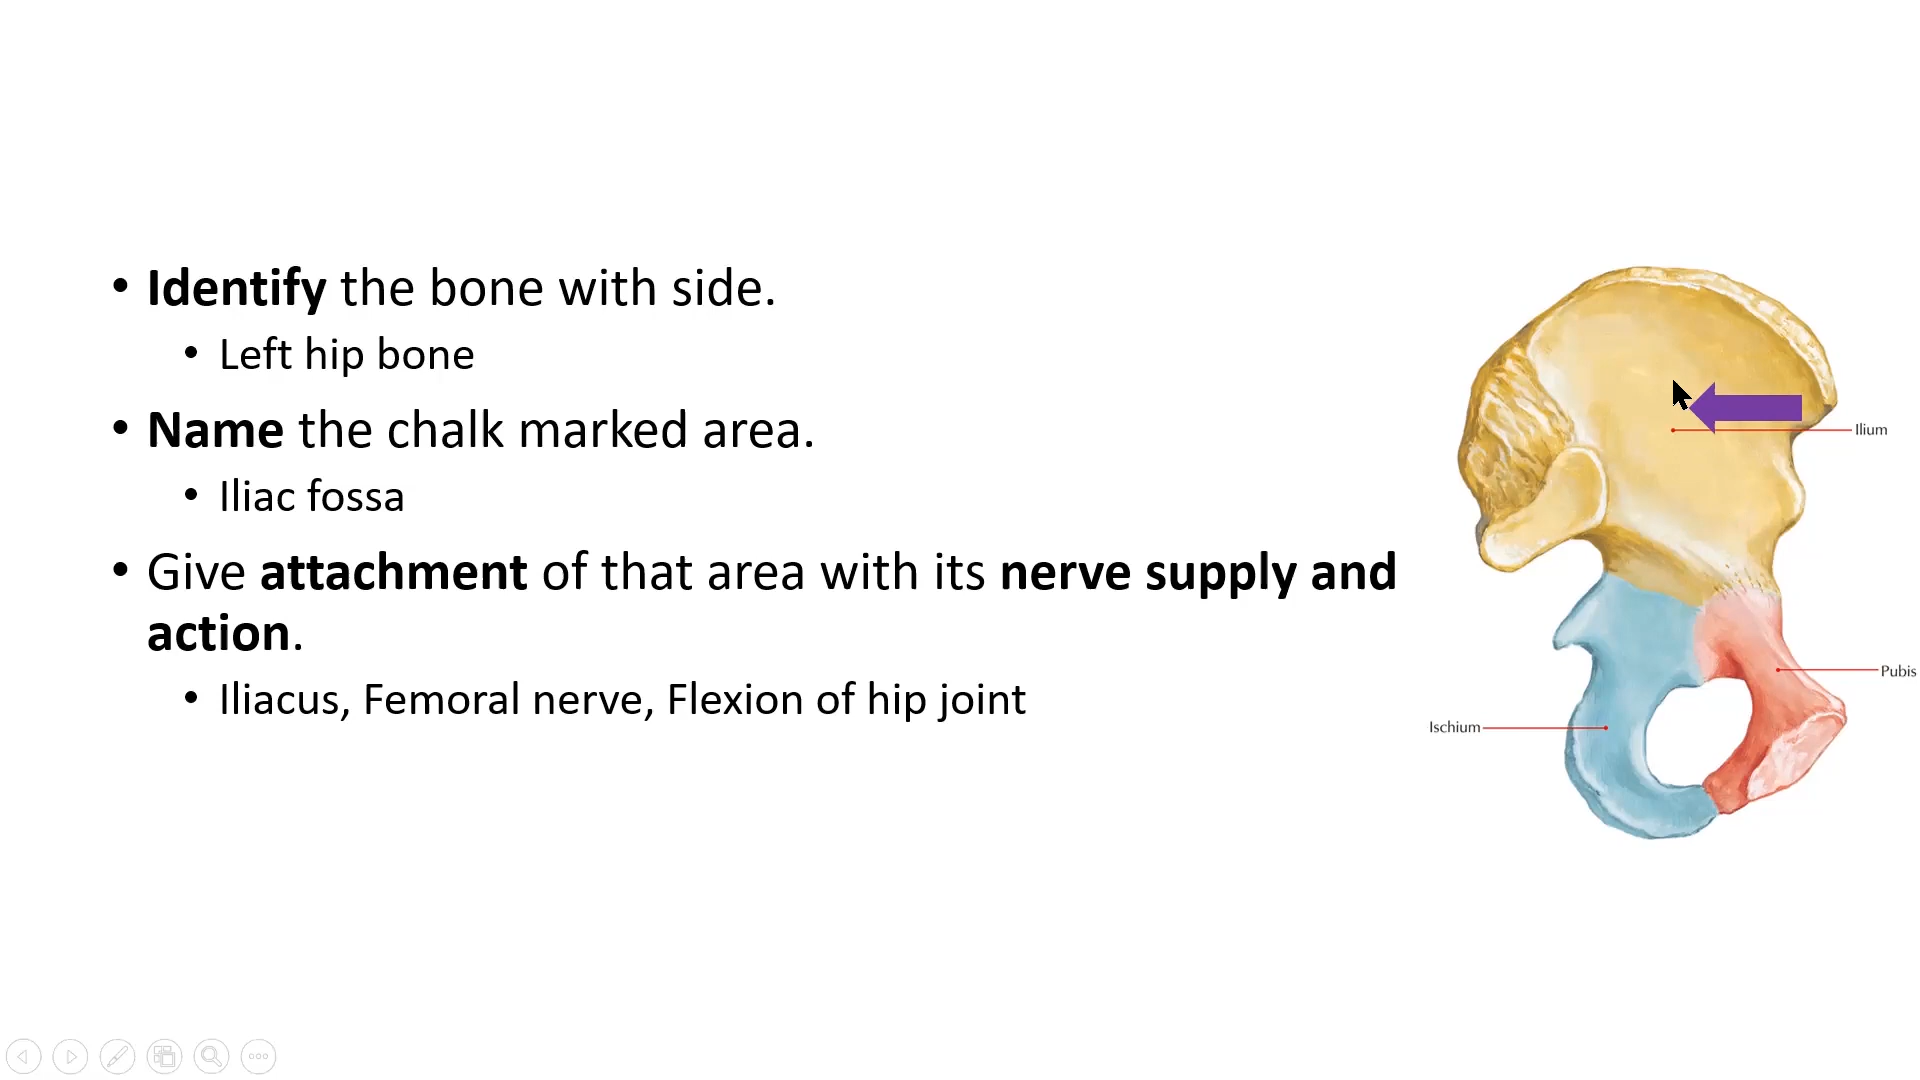 • Identify the bone with side.
• Left hip bone
• Name the chalk marked area.
• Iliac fossa
• Give attachment of that area with its nerve supply and
action.
• Iliacus, Femoral nerve, Flexion of hip joint
Ilium
Pubis
Ischium